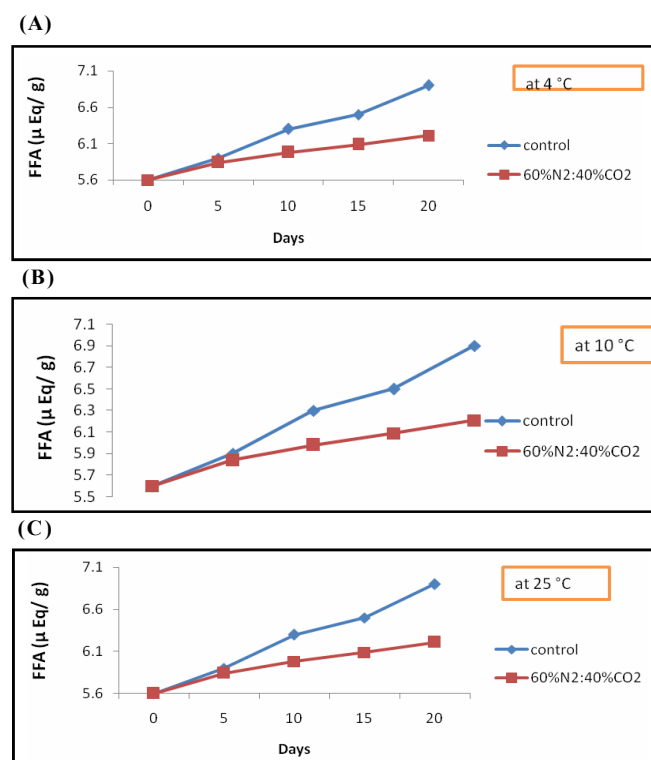 (A)
7.1
6.6
6.1
5.6
FFA (µ Eq/ g)
0 5 10 15 20
Days
at 4 °C
control
60%N2:40%CO2
(B)
7.1
6.9
6.7
6.5
6.3
6.1
5.9
5.7
5.5
FFA (µ Eq/ g)
at 10 °C
control
60%N2:40%CO2
(C)
7.1
6.6
6.1
5.6
FFA (µ Eq/ g)
0 5 10 15 20
Days
at 25 °C
control
60%N2:40%CO2